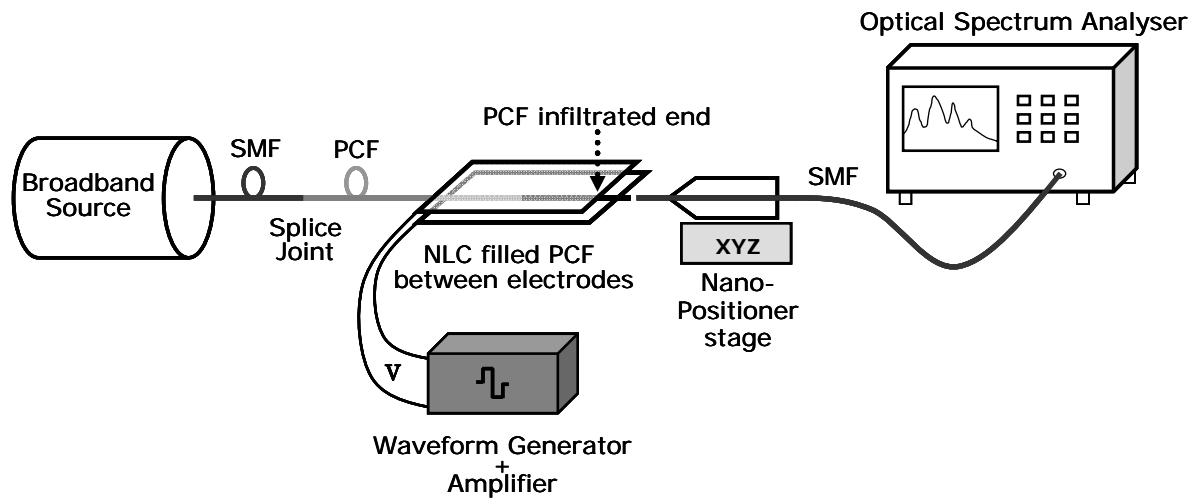 Optical Spectrum Analyser
PCF infiltrated end
SMF
PCF
Broadband
Source
SMF
Splice
Joint
NLC filled PCF
between electrodes
XYZ
Nano-
Positioner
stage
V
Waveform Generator
+
Amplifier